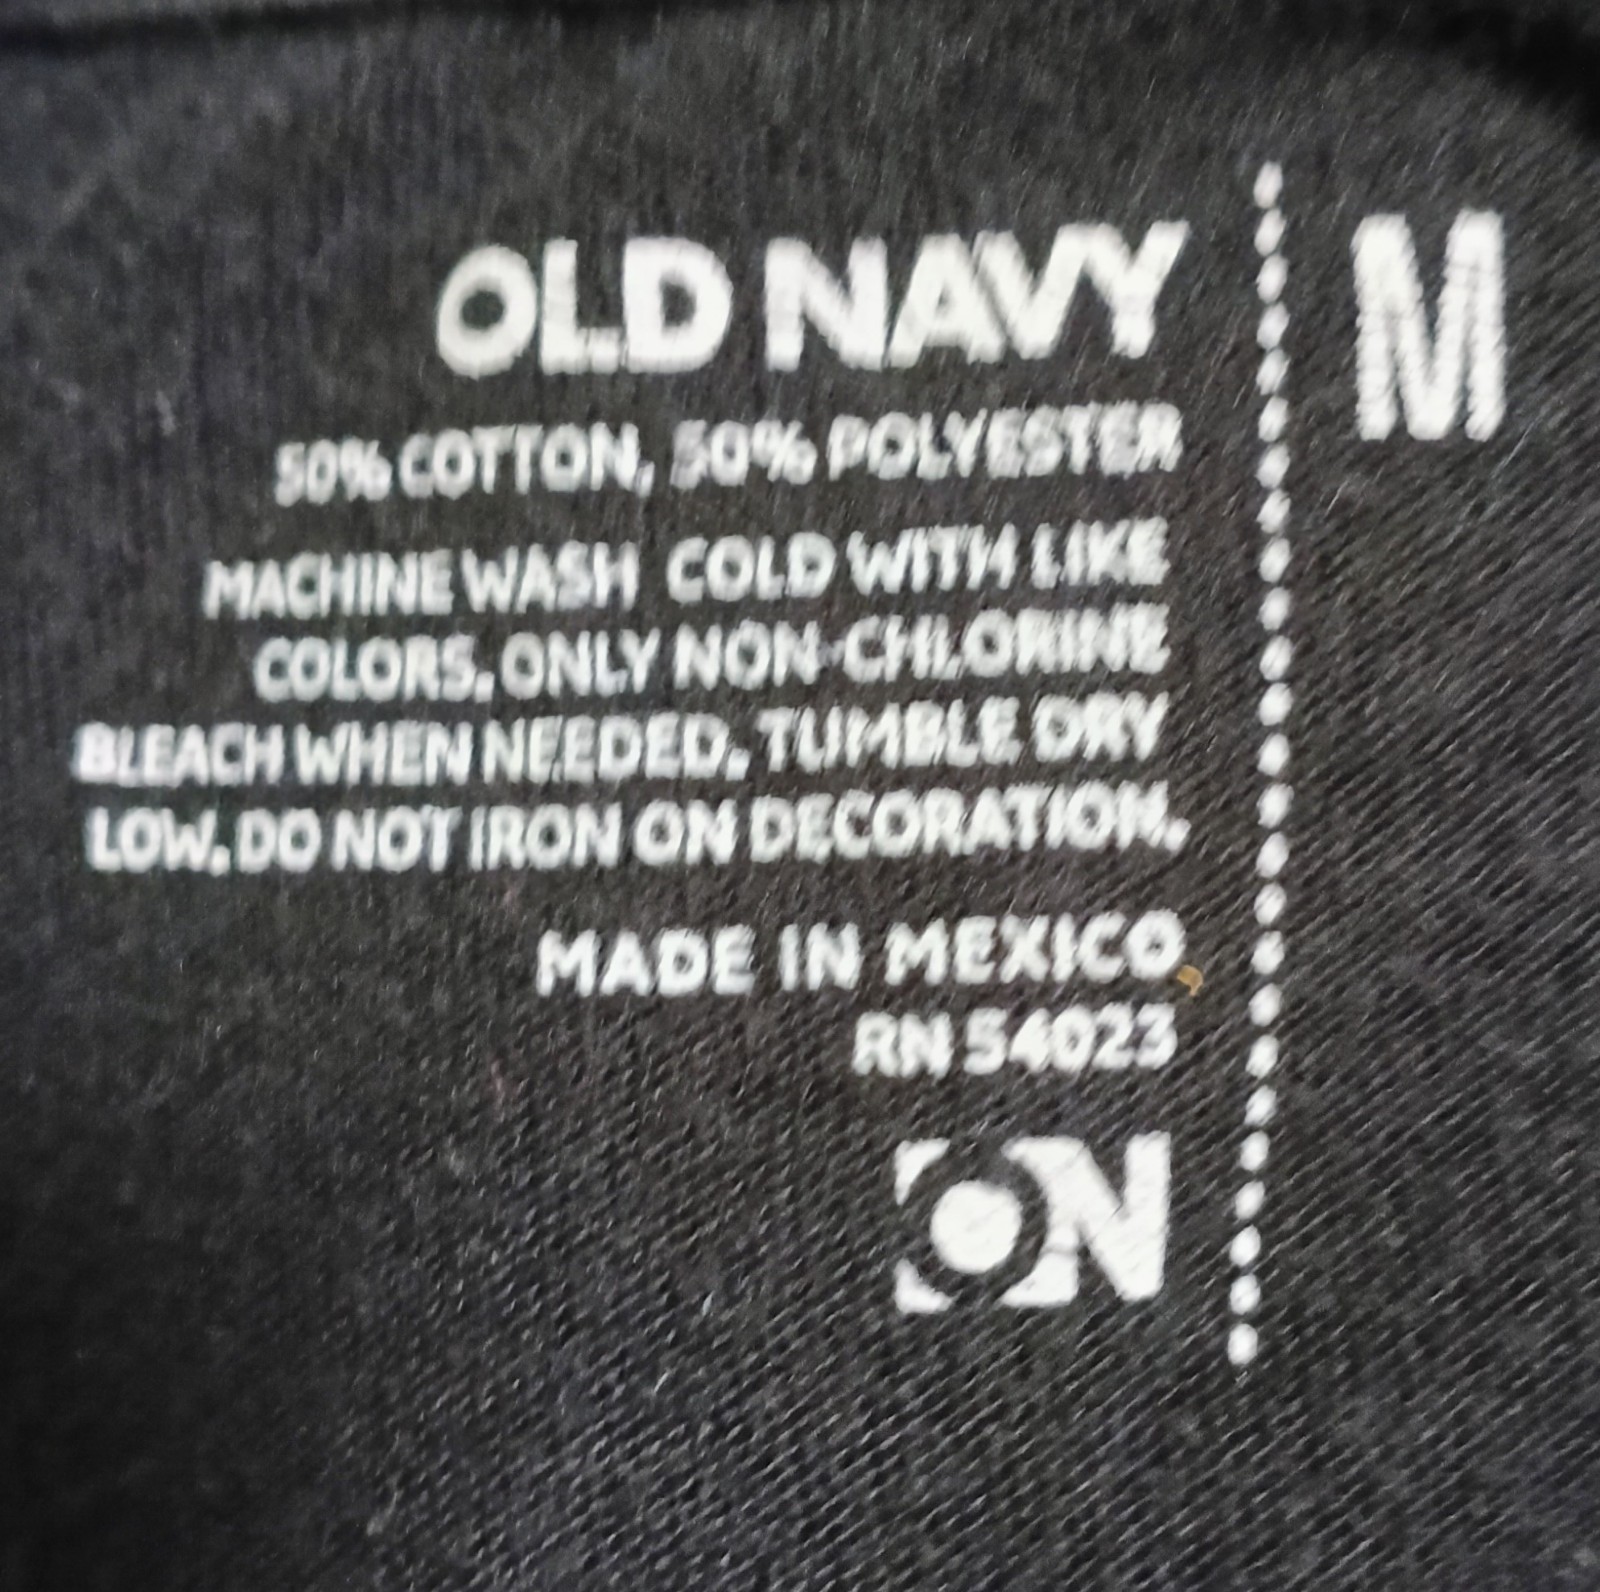 OLD NAVY
M
50% COTTON, 50% POLYESTER
MACHINE WASH COLD WITH LIKE
COLORS. ONLY NON-CHLORINE
BLEACH WHEN NEEDED. TUMBLE DRY
LOW. DO NOT IRON ON DECORATION.
MADE IN MEXICO
RN 54023
ON